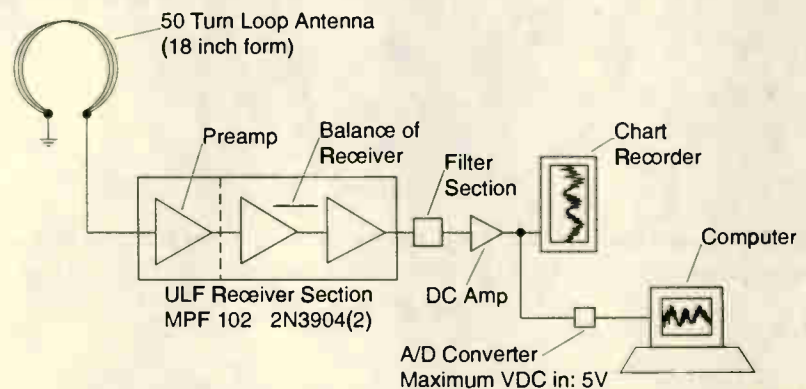 50 Turn Loop Antenna
(18 inch form)
Preamp
Balance of
Receiver
Filter
Section
Chart
Recorder
Computer
DC Amp
ULF Receiver Section
MPF 102 2N3904(2)
A/D Converter
Maximum VDC in: 5V